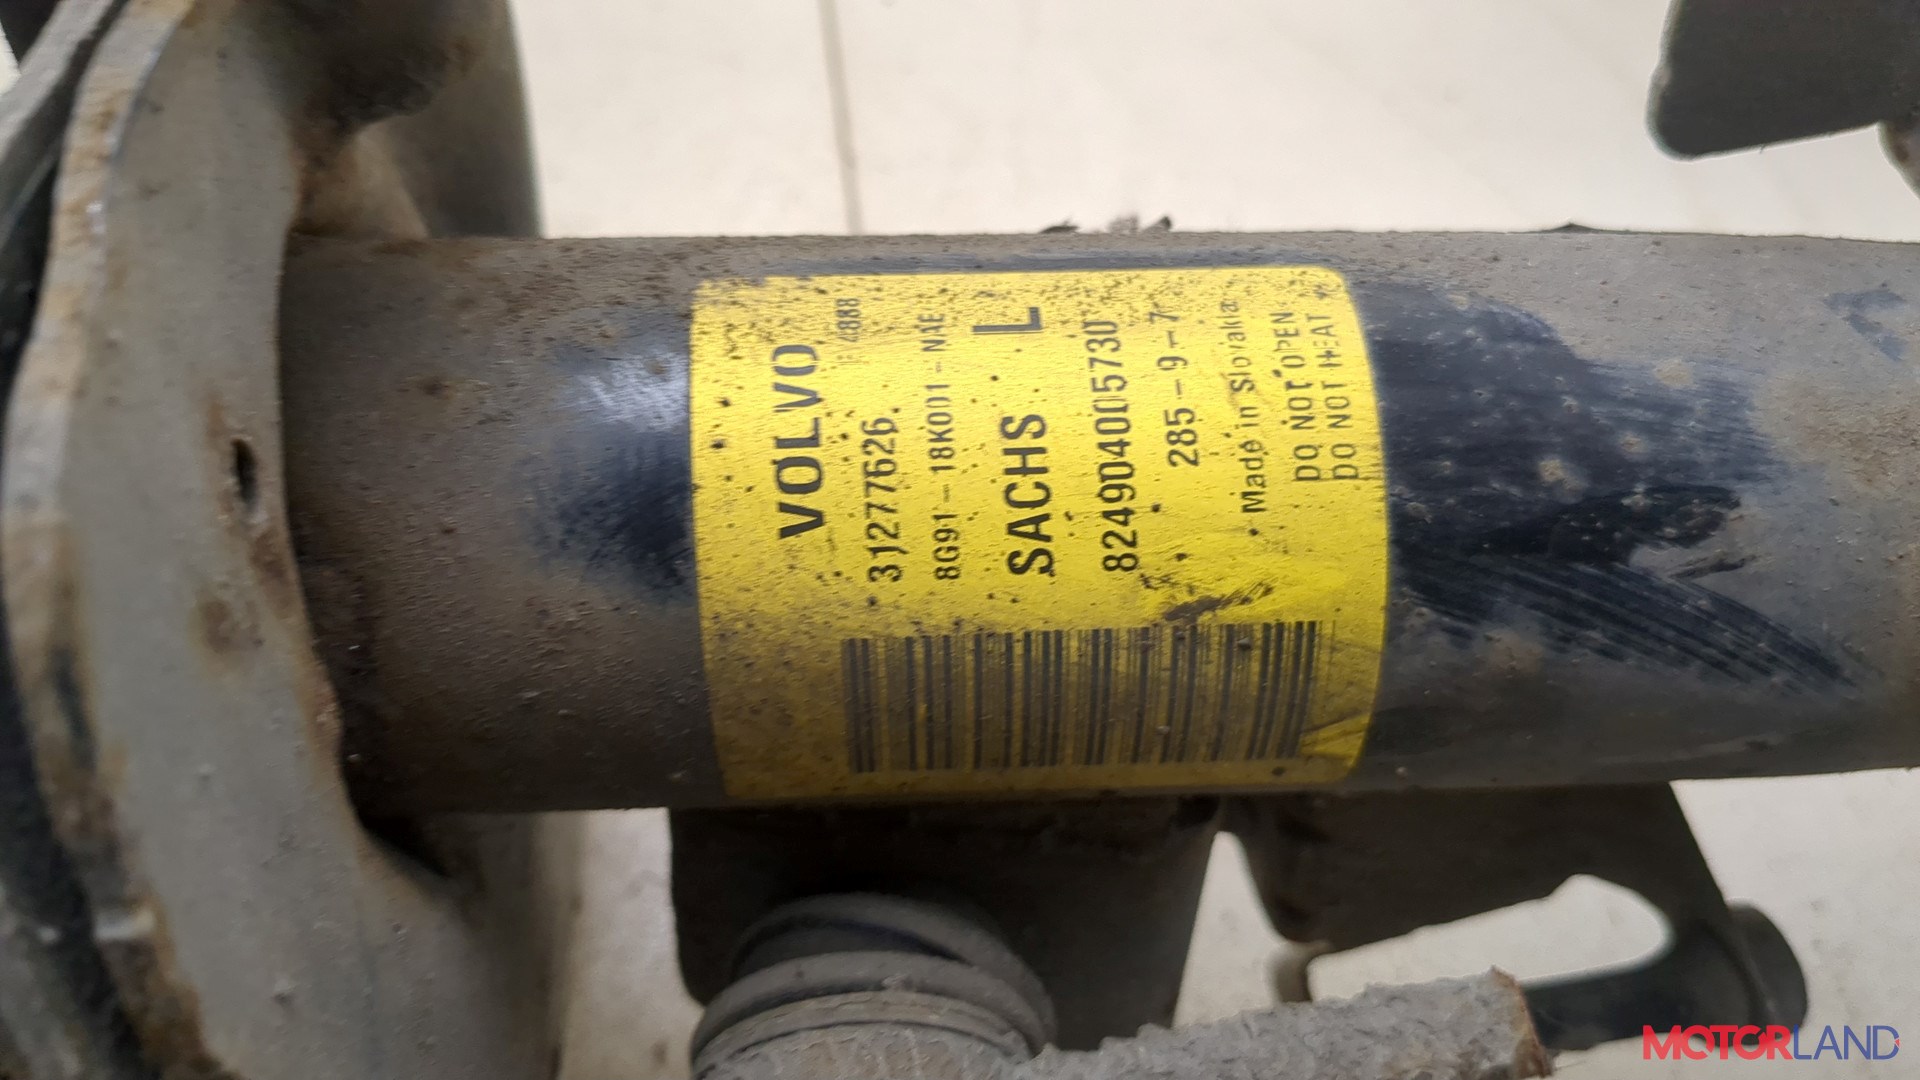 VOLVO
31277626
4888
8G91-18K001-NAE
SACHS L
824904005730
285-9-7
Made in Slovakia
DO NOT OPEN
DO NOT HEAT
MOTORLAND